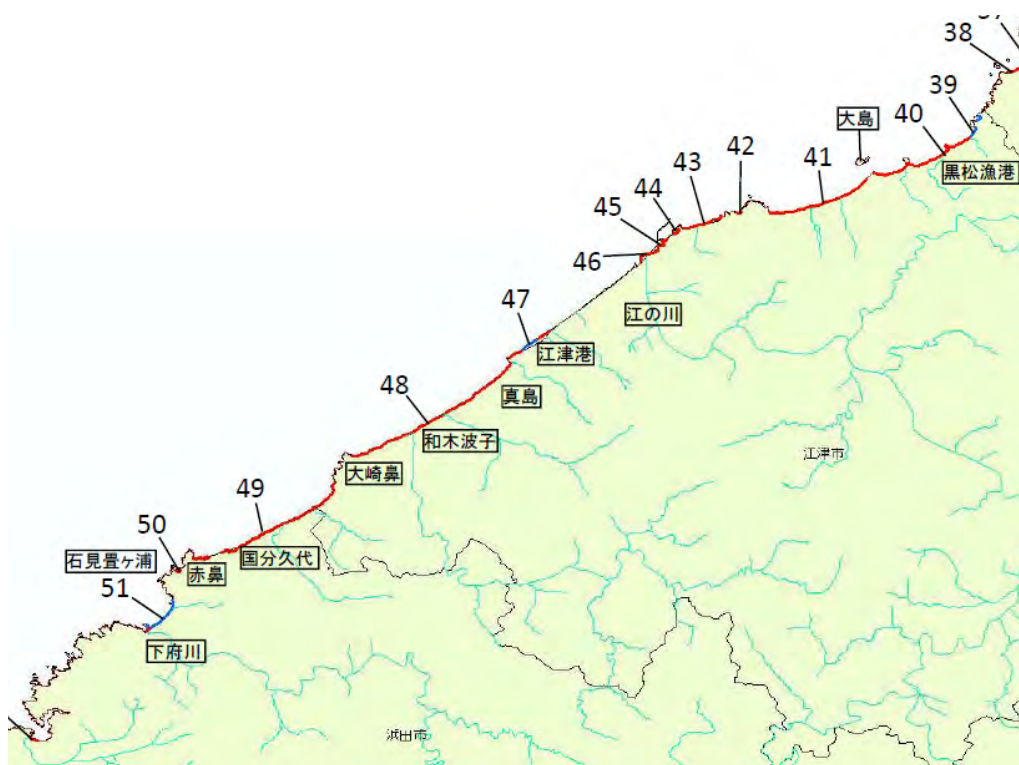 38
39
40
大島
42
41
黒松漁港
43
44
45
46
江の川
47
江津港
真島
48
和木波子
江津市
大崎鼻
49
国分久代
50
石見畳ヶ浦
赤鼻
51
下府川
浜田市